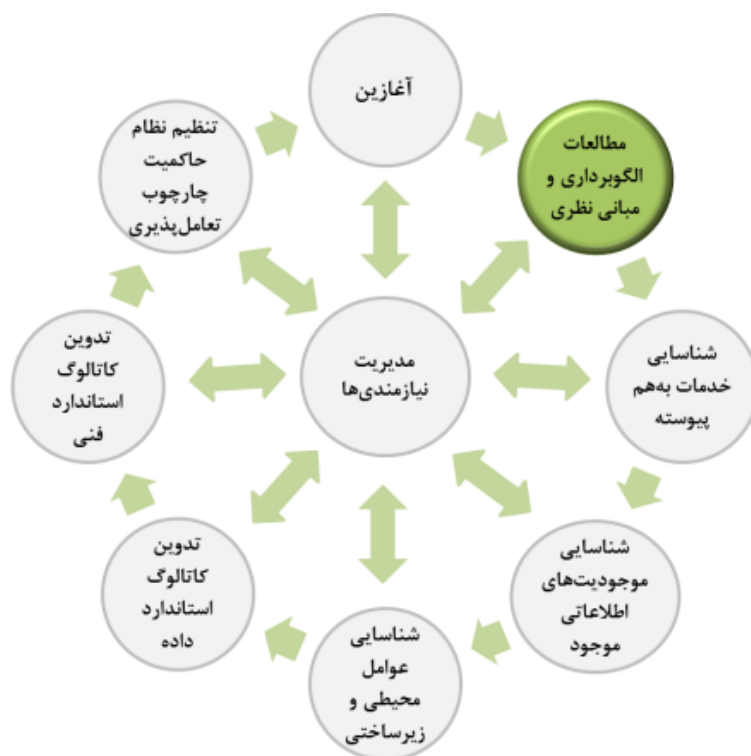 آغازین
مطالعات
الگوبرداری و
مبانی نظری
شناسایی
خدمات به‌هم
پیوسته
شناسایی
موجودیت‌های
اطلاعاتی
موجود
شناسایی
عوامل
محیطی و
زیرساختی
تدوین
کاتالوگ
استاندارد
داده
تدوین
کاتالوگ
استاندارد
فنی
تنظیم نظام
حاکمیت
چارچوب
تعامل‌پذیری
مدیریت
نیازمندی‌ها